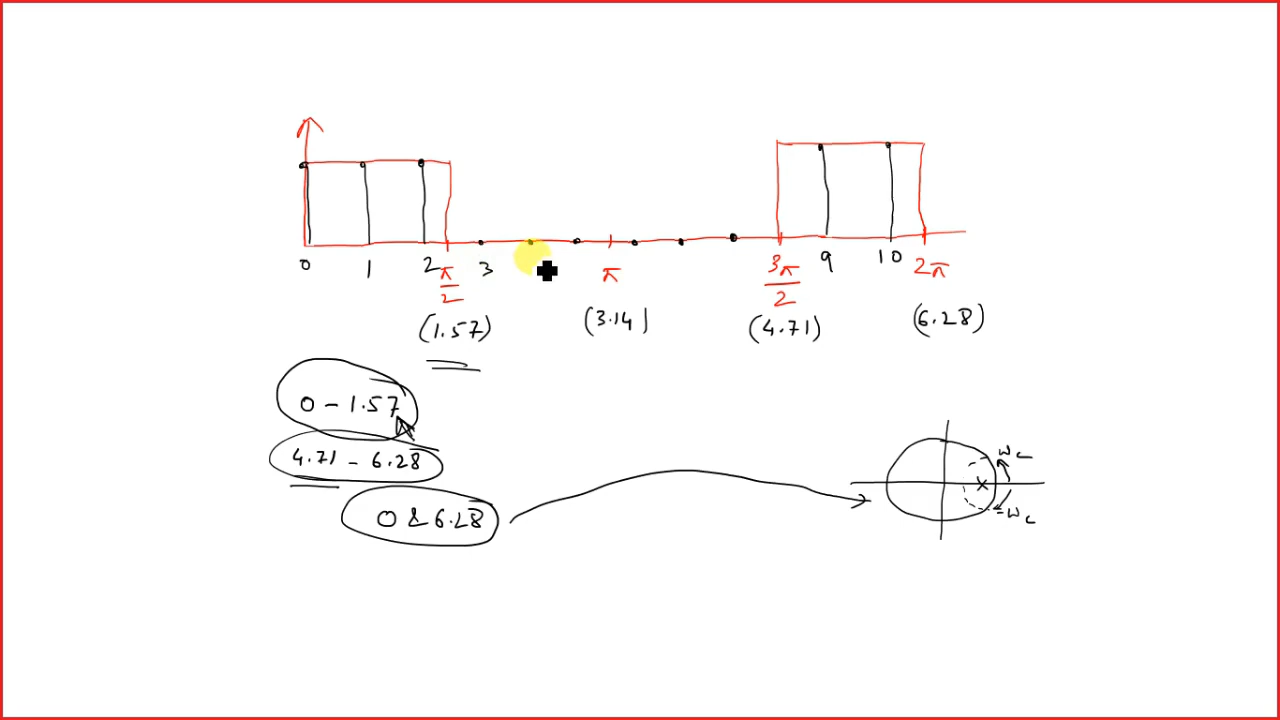 0 1 2 π/2 3 π 3π/2 9 10 2π
(1.57) (3.14) (4.71) (6.28)
0 - 1.57
4.71 - 6.28
0 & 6.28
ωc
x
-ωc